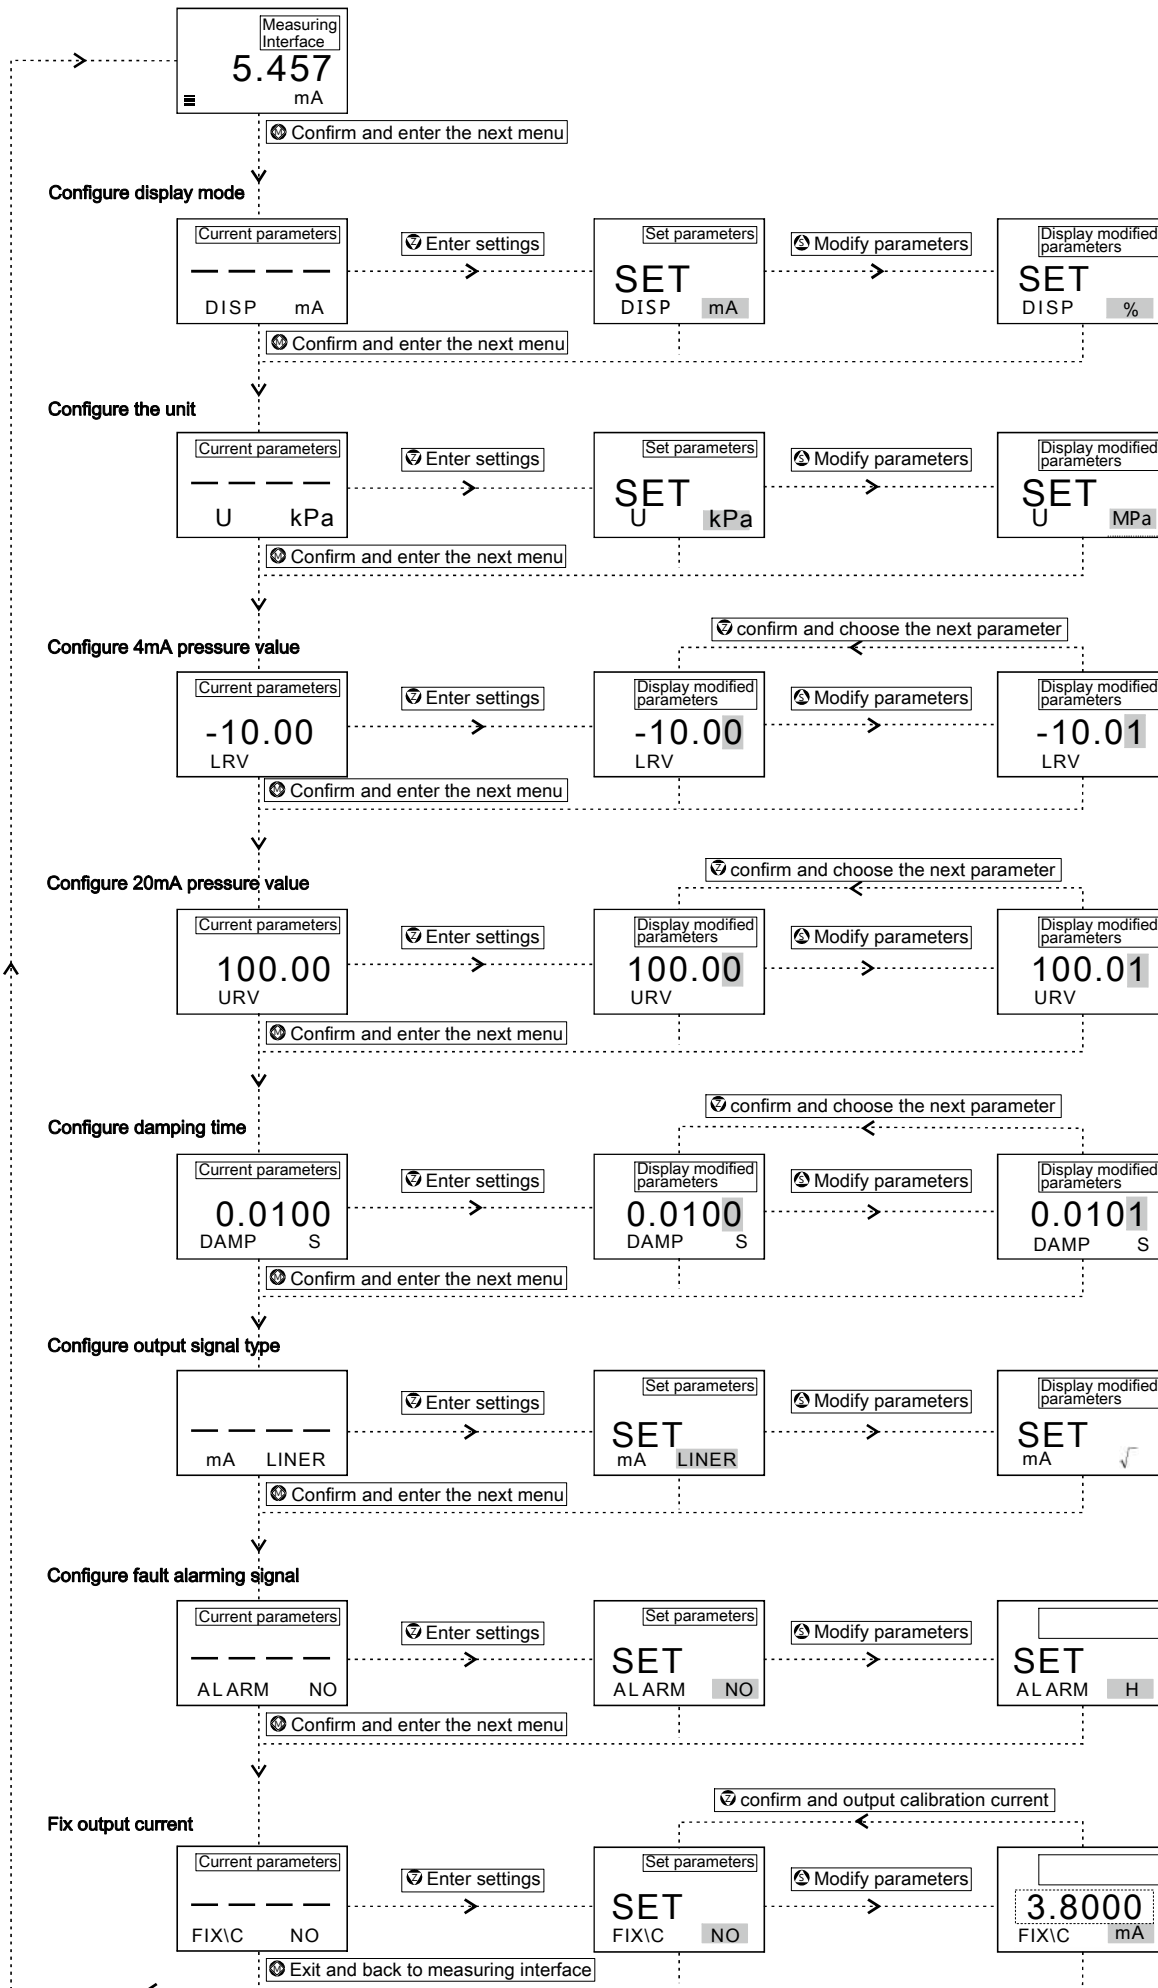 Measuring
Interface
5.457
mA
Ⓜ Confirm and enter the next menu
Configure display mode
Current parameters
— — — —
DISP mA
Ⓩ Enter settings
Set parameters
SET
DISP mA
Ⓢ Modify parameters
Display modified
parameters
SET
DISP %
Ⓜ Confirm and enter the next menu
Configure the unit
Current parameters
— — — —
U kPa
Ⓩ Enter settings
Set parameters
SET
U kPa
Ⓢ Modify parameters
Display modified
parameters
SET
U MPa
Ⓜ Confirm and enter the next menu
Ⓩ confirm and choose the next parameter
Configure 4mA pressure value
Current parameters
-10.00
LRV
Ⓩ Enter settings
Display modified
parameters
-10.00
LRV
Ⓢ Modify parameters
Display modified
parameters
-10.01
LRV
Ⓜ Confirm and enter the next menu
Ⓩ confirm and choose the next parameter
Configure 20mA pressure value
Current parameters
100.00
URV
Ⓩ Enter settings
Display modified
parameters
100.00
URV
Ⓢ Modify parameters
Display modified
parameters
100.01
URV
Ⓜ Confirm and enter the next menu
Ⓩ confirm and choose the next parameter
Configure damping time
Current parameters
0.0100
DAMP S
Ⓩ Enter settings
Display modified
parameters
0.0100
DAMP S
Ⓢ Modify parameters
Display modified
parameters
0.0101
DAMP S
Ⓜ Confirm and enter the next menu
Configure output signal type
— — — —
mA LINER
Ⓩ Enter settings
Set parameters
SET
mA LINER
Ⓢ Modify parameters
Display modified
parameters
SET
mA √
Ⓜ Confirm and enter the next menu
Configure fault alarming signal
Current parameters
— — — —
ALARM NO
Ⓩ Enter settings
Set parameters
SET
ALARM NO
Ⓢ Modify parameters
SET
ALARM H
Ⓜ Confirm and enter the next menu
Ⓩ confirm and output calibration current
Fix output current
Current parameters
— — — —
FIX\C NO
Ⓩ Enter settings
Set parameters
SET
FIX\C NO
Ⓢ Modify parameters
3.8000
FIX\C mA
Ⓜ Exit and back to measuring interface